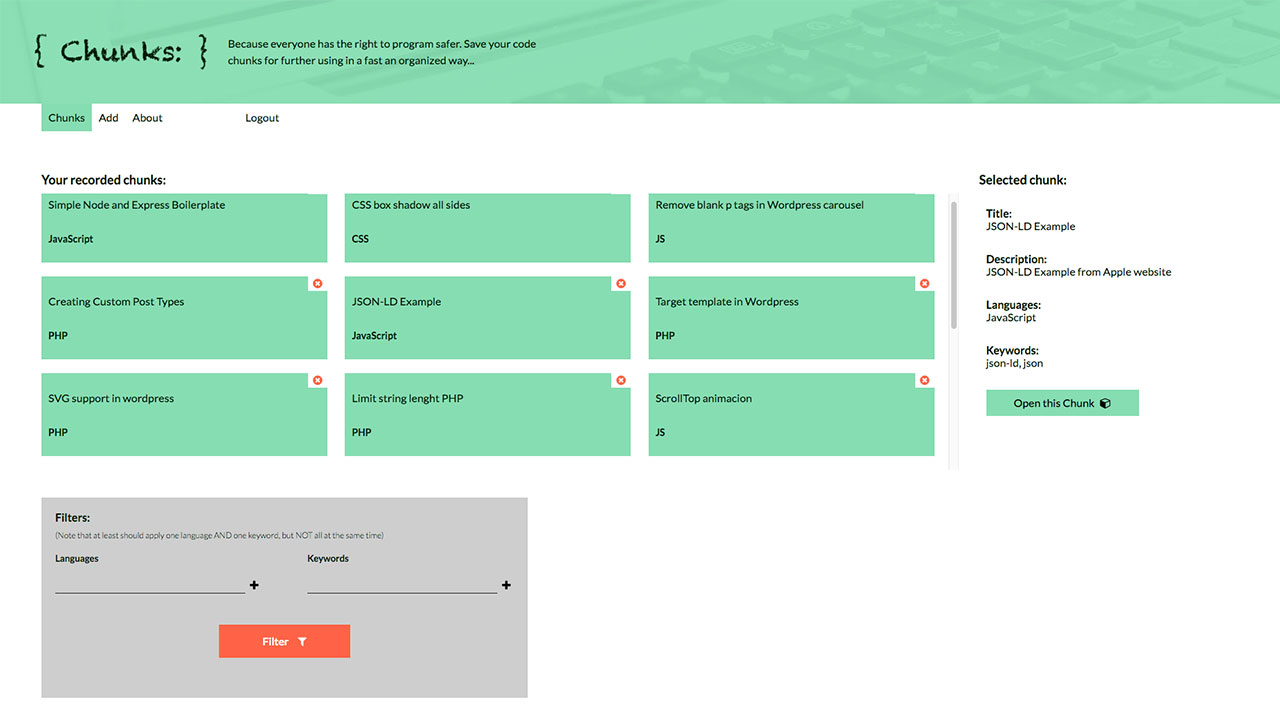 { Chunks: }
Because everyone has the right to program safer. Save your code
chunks for further using in a fast an organized way...
Chunks Add About Logout
Your recorded chunks:
Simple Node and Express Boilerplate
JavaScript
CSS box shadow all sides
CSS
Remove blank p tags in Wordpress carousel
JS
Creating Custom Post Types
PHP
JSON-LD Example
JavaScript
Target template in Wordpress
PHP
SVG support in wordpress
PHP
Limit string lenght PHP
PHP
ScrollTop animacion
JS
Selected chunk:
Title:
JSON-LD Example
Description:
JSON-LD Example from Apple website
Languages:
JavaScript
Keywords:
json-ld, json
Open this Chunk
Filters:
(Note that at least should apply one language AND one keyword, but NOT all at the same time)
Languages
Keywords
Filter